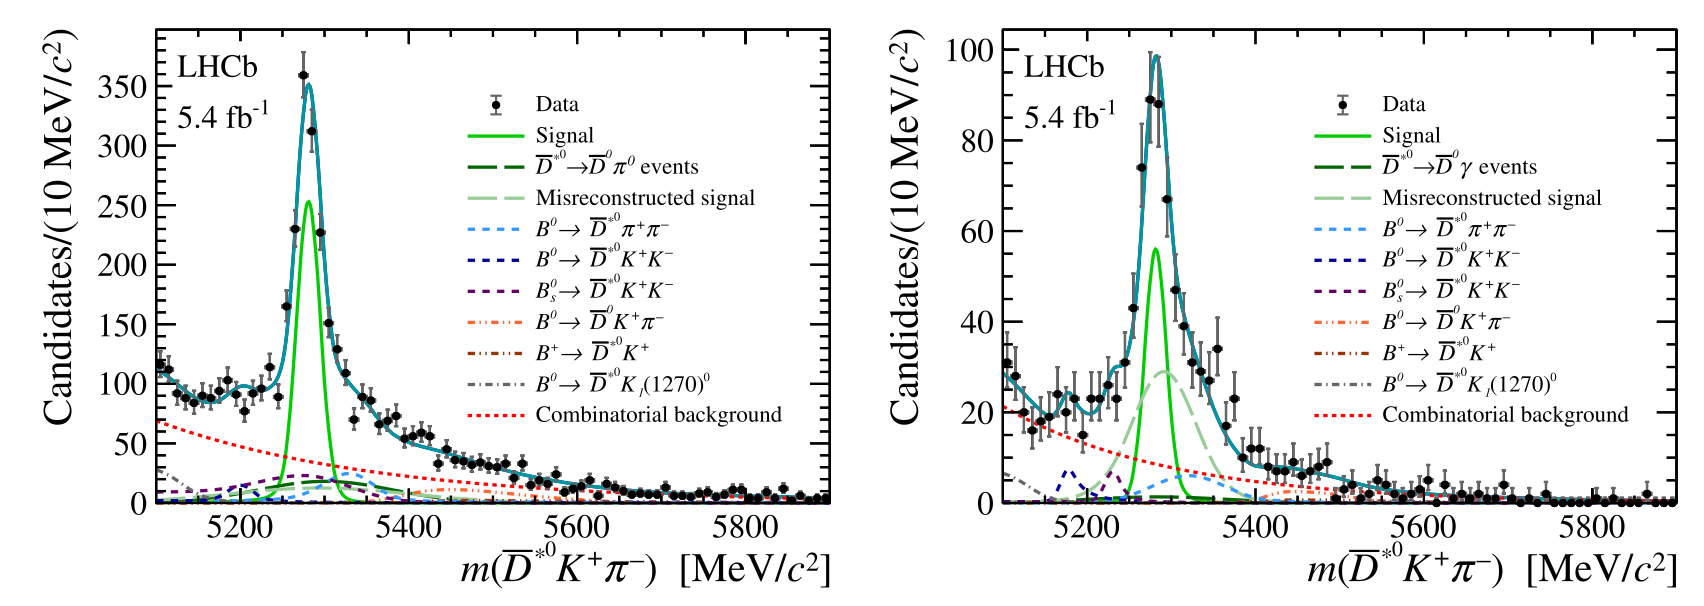 Candidates/(10 MeV/c²)
LHCb
5.4 fb⁻¹
Data
Signal
D̅*⁰→D̅⁰π⁰ events
Misreconstructed signal
B⁰→ D̅*⁰π⁺π⁻
B⁰→ D̅*⁰K⁺K⁻
B⁰ₛ→ D̅*⁰K⁺K⁻
B⁰→ D̅⁰K⁺π⁻
B⁺→ D̅*⁰K⁺
B⁰→ D̅*⁰K₁(1270)⁰
Combinatorial background
350
300
250
200
150
100
50
0
5200 5400 5600 5800
m(D̅*⁰K⁺π⁻) [MeV/c²]
Candidates/(10 MeV/c²)
LHCb
5.4 fb⁻¹
Data
Signal
D̅*⁰→D̅⁰γ events
Misreconstructed signal
B⁰→ D̅*⁰π⁺π⁻
B⁰→ D̅*⁰K⁺K⁻
B⁰ₛ→ D̅*⁰K⁺K⁻
B⁰→ D̅⁰K⁺π⁻
B⁺→ D̅*⁰K⁺
B⁰→ D̅*⁰K₁(1270)⁰
Combinatorial background
100
80
60
40
20
0
5200 5400 5600 5800
m(D̅*⁰K⁺π⁻) [MeV/c²]